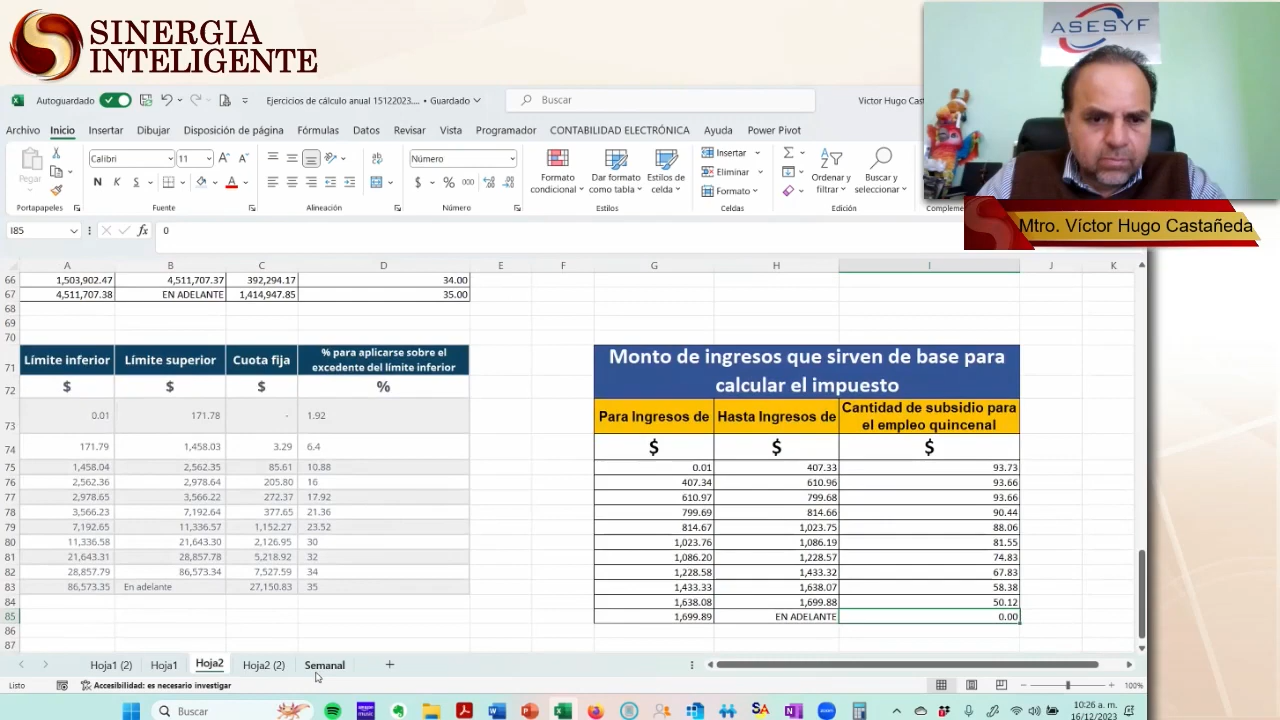 SINERGIA
INTELIGENTE
ASESYF
Mtro. Víctor Hugo Castañeda
Autoguardado
Ejercicios de cálculo anual 15122023.... • Guardado
Buscar
Víctor Hugo Cas
Archivo Inicio Insertar Dibujar Disposición de página Fórmulas Datos Revisar Vista Programador CONTABILIDAD ELECTRÓNICA Ayuda Power Pivot
Pegar
Calibri 11
N K S
Número
$ % 000
Formato condicional
Dar formato como tabla
Estilos de celda
Insertar
Eliminar
Formato
Ordenar y filtrar
Buscar y seleccionar
Portapapeles Fuente Alineación Número Estilos Celdas Edición Compleme
I85 fx 0
A B C D E F G H I J K
66 1,503,902.47 4,511,707.37 392,294.17 34.00
67 4,511,707.38 EN ADELANTE 1,414,947.85 35.00
68
69
70
71 Límite inferior Límite superior Cuota fija % para aplicarse sobre el excedente del límite inferior
72 $ $ $ %
73 0.01 171.78 - 1.92
74 171.79 1,458.03 3.29 6.4
75 1,458.04 2,562.35 85.61 10.88
76 2,562.36 2,978.64 205.80 16
77 2,978.65 3,566.22 272.37 17.92
78 3,566.23 7,192.64 377.65 21.36
79 7,192.65 11,336.57 1,152.27 23.52
80 11,336.58 21,643.30 2,126.95 30
81 21,643.31 28,857.78 5,218.92 32
82 28,857.79 86,573.34 7,527.59 34
83 86,573.35 En adelante 27,150.83 35
84
85
86
87
Monto de ingresos que sirven de base para
calcular el impuesto
Para Ingresos de Hasta Ingresos de Cantidad de subsidio para el empleo quincenal
$ $ $
0.01 407.33 93.73
407.34 610.96 93.66
610.97 799.68 93.66
799.69 814.66 90.44
814.67 1,023.75 88.06
1,023.76 1,086.19 81.55
1,086.20 1,228.57 74.83
1,228.58 1,433.32 67.83
1,433.33 1,638.07 58.38
1,638.08 1,699.88 50.12
1,699.89 EN ADELANTE 0.00
Hoja1 (2) Hoja1 Hoja2 Hoja2 (2) Semanal
Listo Accesibilidad: es necesario investigar 100%
Buscar
10:26 a. m.
16/12/2023